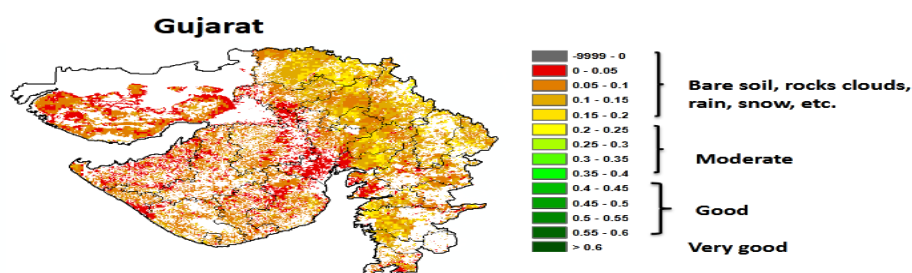 Gujarat
-9999 - 0
0 - 0.05
0.05 - 0.1
0.1 - 0.15
0.15 - 0.2
0.2 - 0.25
0.25 - 0.3
0.3 - 0.35
0.35 - 0.4
0.4 - 0.45
0.45 - 0.5
0.5 - 0.55
0.55 - 0.6
> 0.6
Bare soil, rocks clouds,
rain, snow, etc.
Moderate
Good
Very good